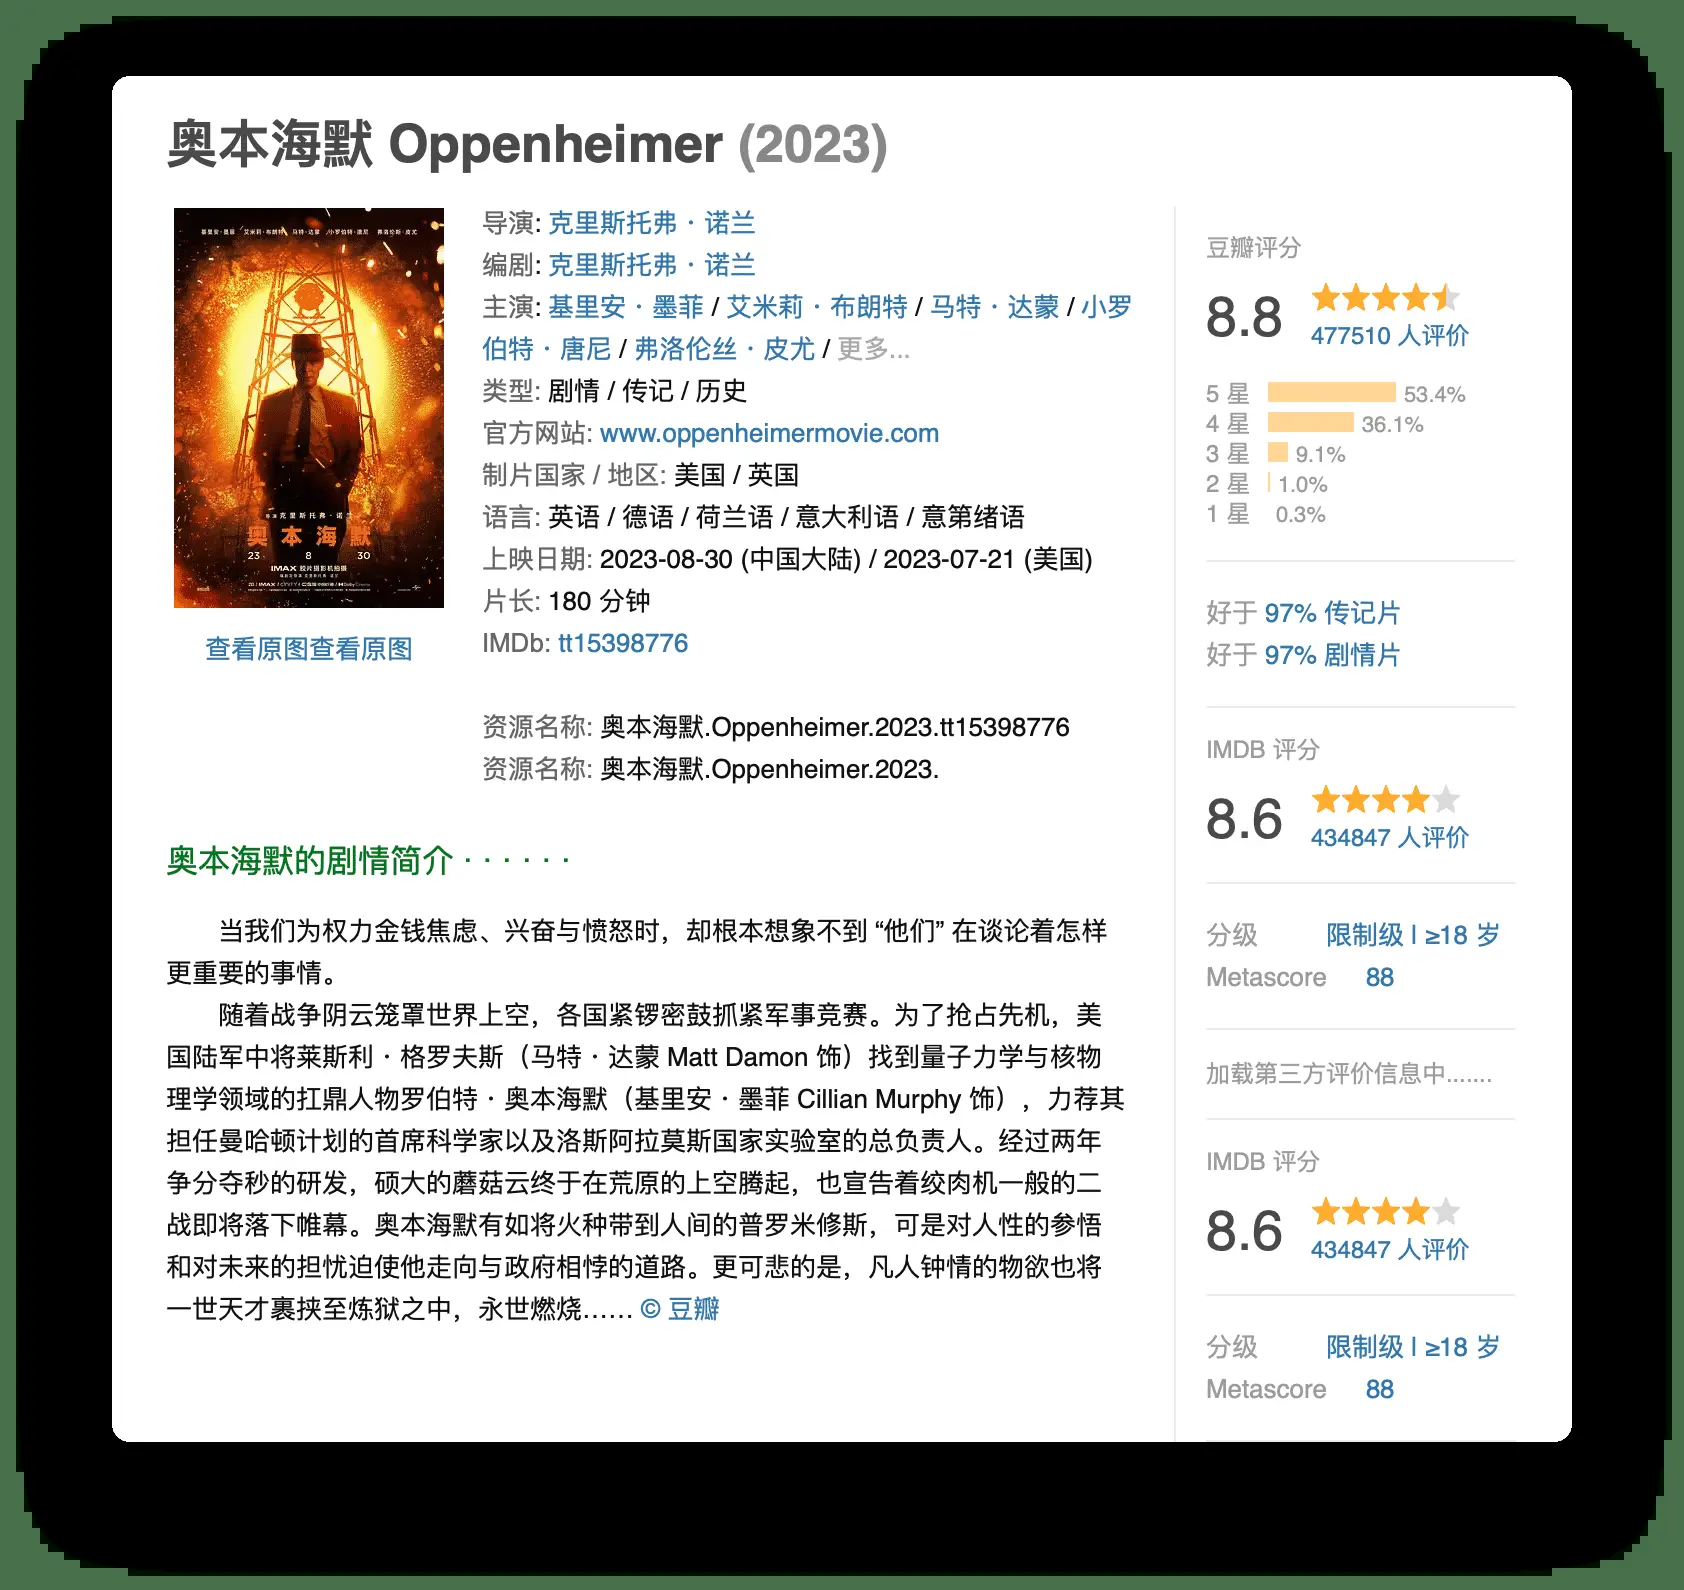 奥本海默 Oppenheimer (2023)
基里安·墨菲 艾米莉·布朗特 马特·达蒙 小罗伯特·唐尼 弗洛伦斯·皮尤
导演 克里斯托弗·诺兰
奥本海默
23 8 30
IMAX 胶片摄影机拍摄
查看原图查看原图
导演: 克里斯托弗 · 诺兰
编剧: 克里斯托弗 · 诺兰
主演: 基里安 · 墨菲 / 艾米莉 · 布朗特 / 马特 · 达蒙 / 小罗
伯特 · 唐尼 / 弗洛伦丝 · 皮尤 / 更多...
类型: 剧情 / 传记 / 历史
官方网站: www.oppenheimermovie.com
制片国家 / 地区: 美国 / 英国
语言: 英语 / 德语 / 荷兰语 / 意大利语 / 意第绪语
上映日期: 2023-08-30 (中国大陆) / 2023-07-21 (美国)
片长: 180 分钟
IMDb: tt15398776
资源名称: 奥本海默.Oppenheimer.2023.tt15398776
资源名称: 奥本海默.Oppenheimer.2023.
奥本海默的剧情简介 · · · · · ·
当我们为权力金钱焦虑、兴奋与愤怒时，却根本想象不到 “他们” 在谈论着怎样
更重要的事情。
随着战争阴云笼罩世界上空，各国紧锣密鼓抓紧军事竞赛。为了抢占先机，美
国陆军中将莱斯利 · 格罗夫斯（马特 · 达蒙 Matt Damon 饰）找到量子力学与核物
理学领域的扛鼎人物罗伯特 · 奥本海默（基里安 · 墨菲 Cillian Murphy 饰），力荐其
担任曼哈顿计划的首席科学家以及洛斯阿拉莫斯国家实验室的总负责人。经过两年
争分夺秒的研发，硕大的蘑菇云终于在荒原的上空腾起，也宣告着绞肉机一般的二
战即将落下帷幕。奥本海默有如将火种带到人间的普罗米修斯，可是对人性的参悟
和对未来的担忧迫使他走向与政府相悖的道路。更可悲的是，凡人钟情的物欲也将
一世天才裹挟至炼狱之中，永世燃烧…… © 豆瓣
豆瓣评分
8.8
477510 人评价
5 星 53.4%
4 星 36.1%
3 星 9.1%
2 星 1.0%
1 星 0.3%
好于 97% 传记片
好于 97% 剧情片
IMDB 评分
8.6
434847 人评价
分级 限制级 | ≥18 岁
Metascore 88
加载第三方评价信息中.......
IMDB 评分
8.6
434847 人评价
分级 限制级 | ≥18 岁
Metascore 88